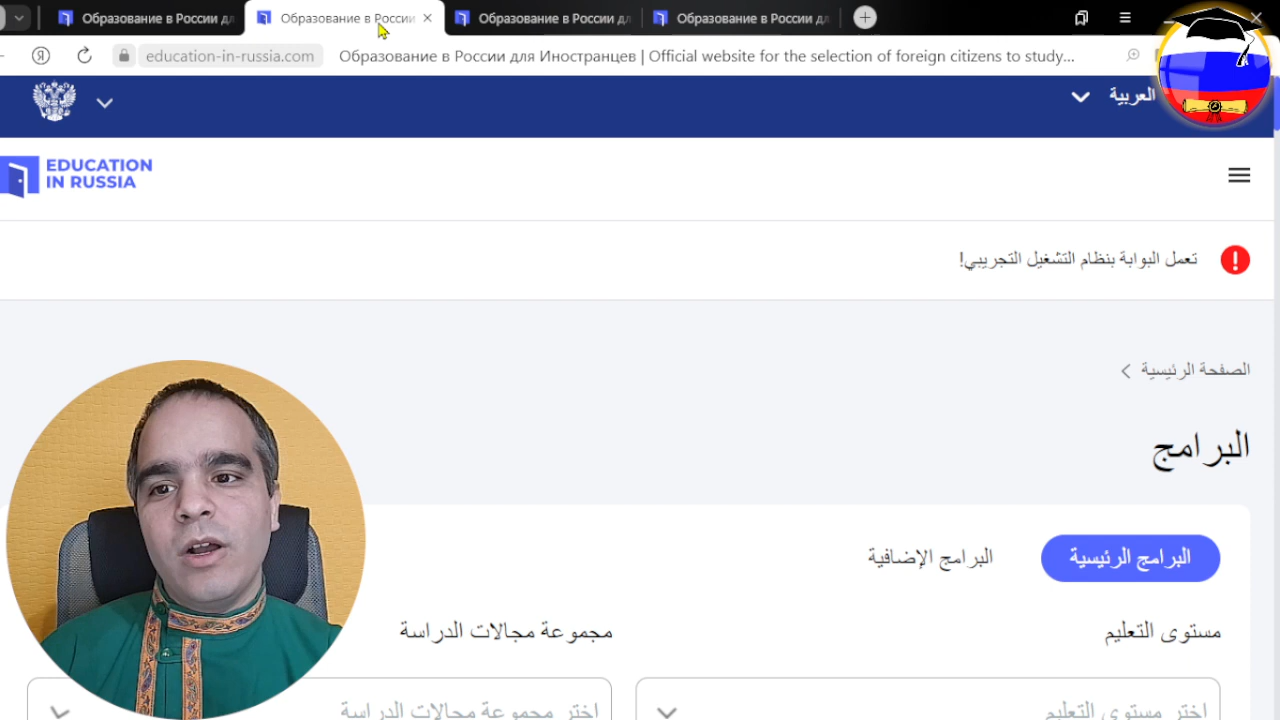 Образование в России дл
Образование в России
Образование в России дл
Образование в России дл
education-in-russia.com
Образование в России для Иностранцев | Official website for the selection of foreign citizens to study...
العربية
EDUCATION
IN RUSSIA
تعمل البوابة بنظام التشغيل التجريبي!
الصفحة الرئيسية
البرامج
البرامج الرئيسية
البرامج الإضافية
مستوى التعليم
مجموعة مجالات الدراسة
اختر مستوى التعليم
اختر مجموعة مجالات الدراسة